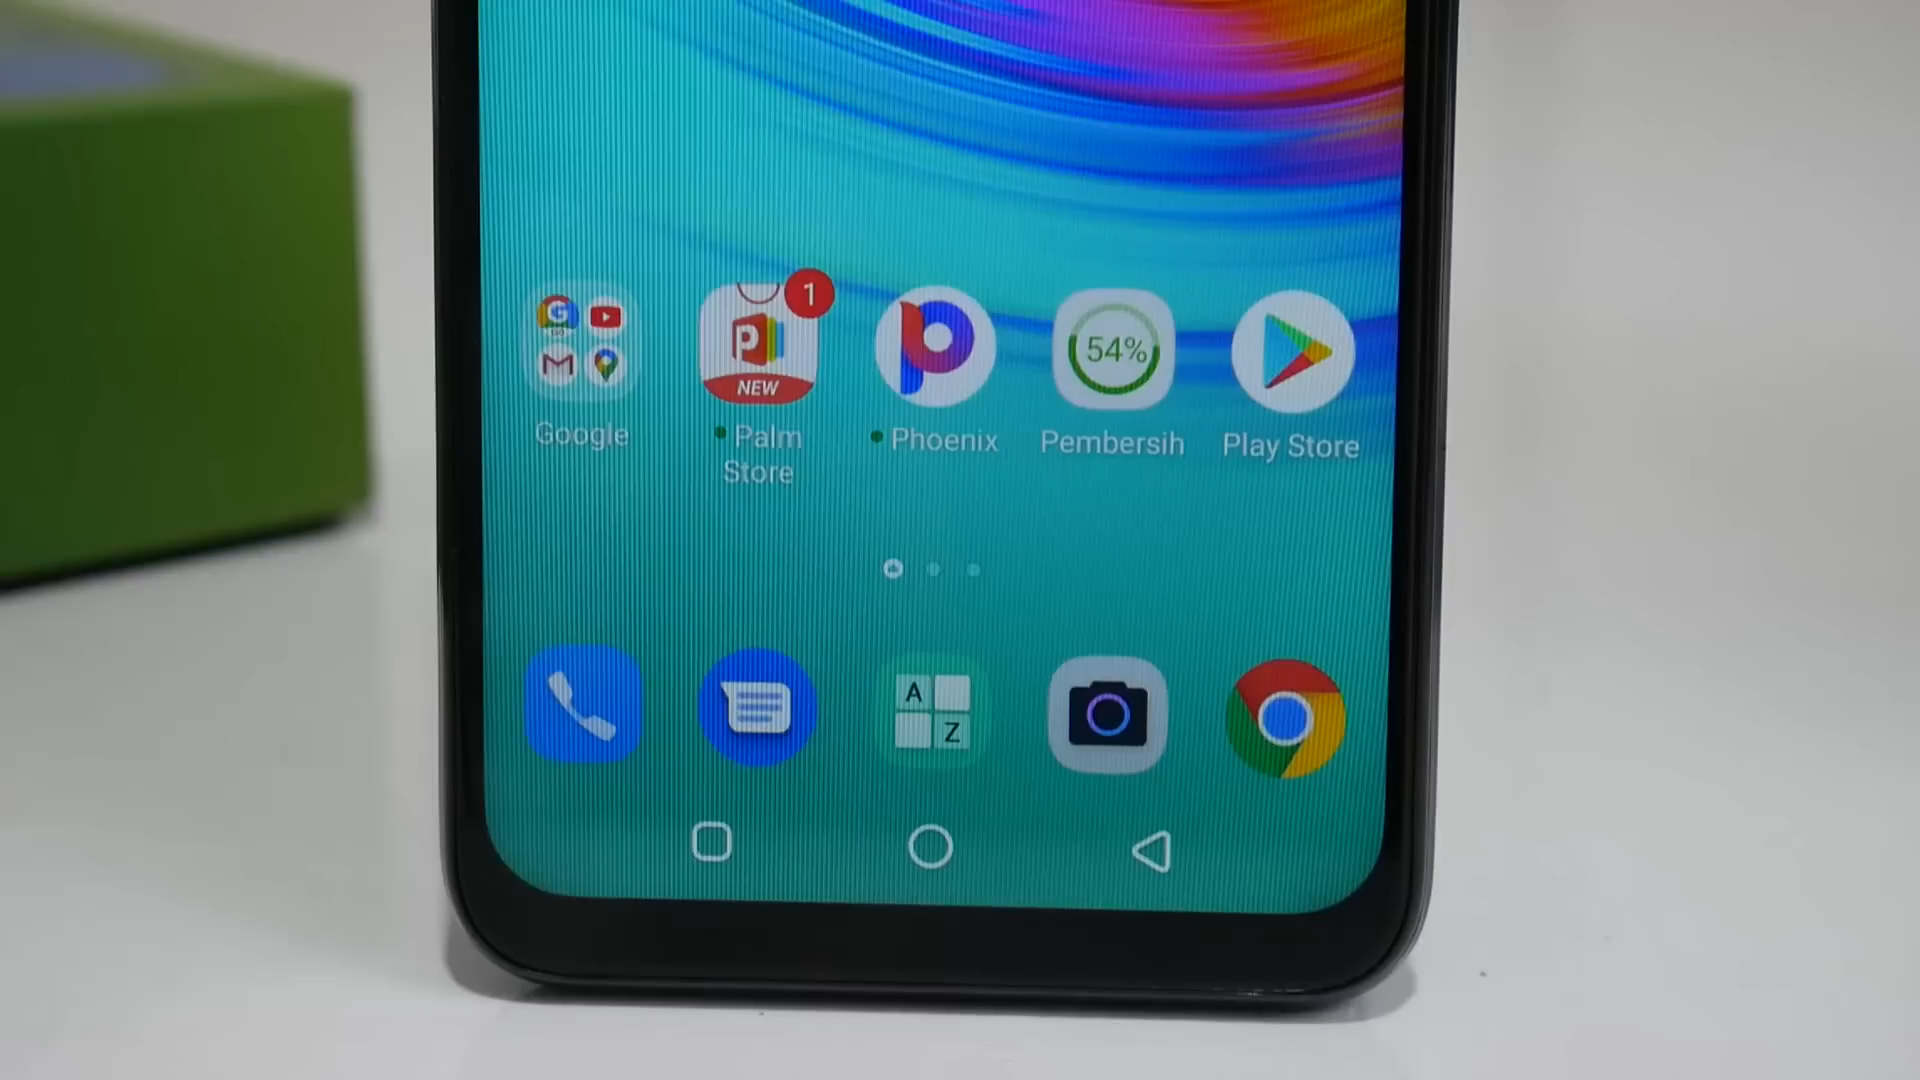 G
1
P
NEW
54%
Google
Palm
Store
Phoenix
Pembersih
Play Store
A
Z